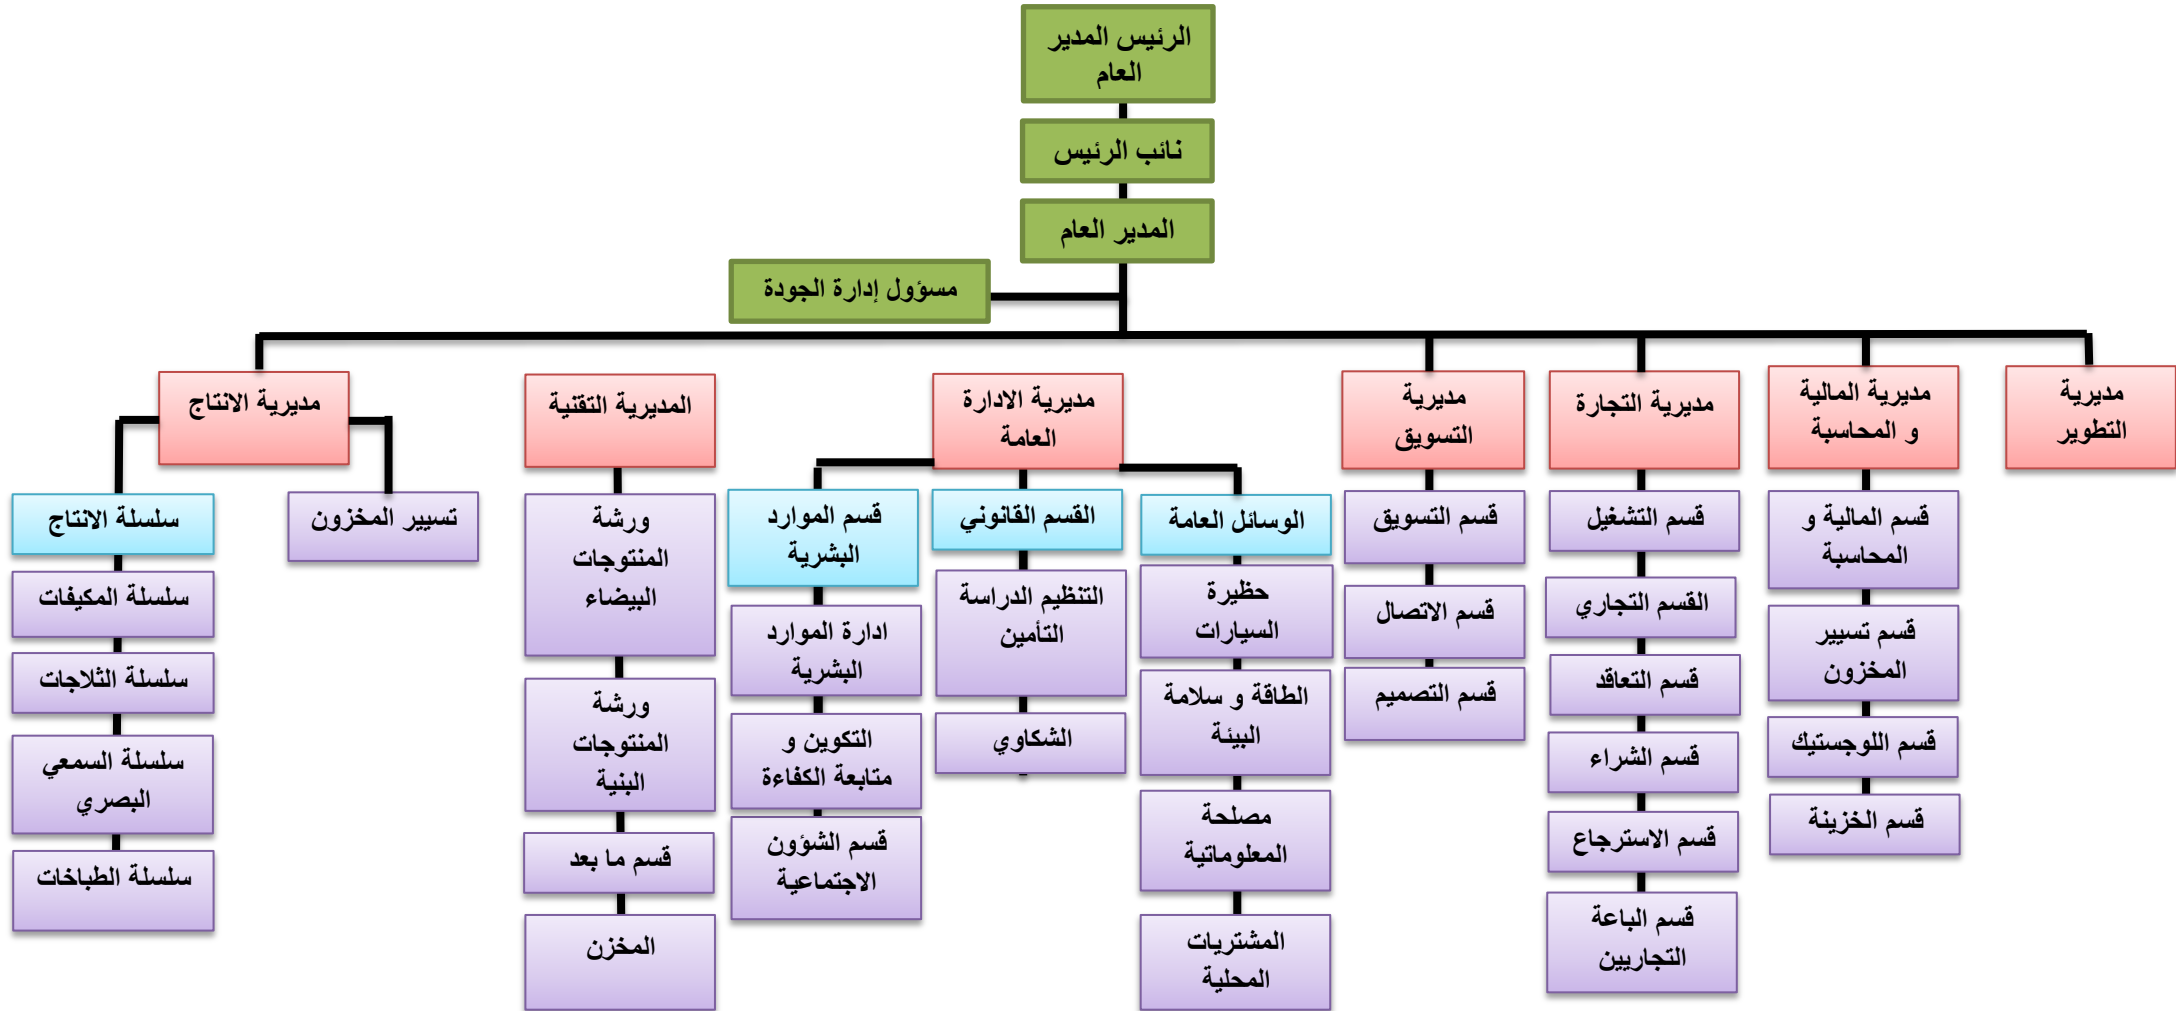 الرئيس المدير
العام
نائب الرئيس
المدير العام
مسؤول إدارة الجودة
مديرية
التطوير
مديرية المالية
و المحاسبة
مديرية التجارة
مديرية
التسويق
مديرية الادارة
العامة
المديرية التقنية
مديرية الانتاج
قسم المالية و
المحاسبة
قسم تسيير
المخزون
قسم اللوجستيك
قسم الخزينة
قسم التشغيل
القسم التجاري
قسم التعاقد
قسم الشراء
قسم الاسترجاع
قسم الباعة
التجاريين
قسم التسويق
قسم الاتصال
قسم التصميم
الوسائل العامة
حظيرة
السيارات
الطاقة و سلامة
البيئة
مصلحة
المعلوماتية
المشتريات
المحلية
القسم القانوني
التنظيم الدراسة
التأمين
الشكاوي
قسم الموارد
البشرية
ادارة الموارد
البشرية
التكوين و
متابعة الكفاءة
قسم الشؤون
الاجتماعية
ورشة
المنتوجات
البيضاء
ورشة
المنتوجات
البنية
قسم ما بعد
المخزن
تسيير المخزون
سلسلة الانتاج
سلسلة المكيفات
سلسلة الثلاجات
سلسلة السمعي
البصري
سلسلة الطباخات